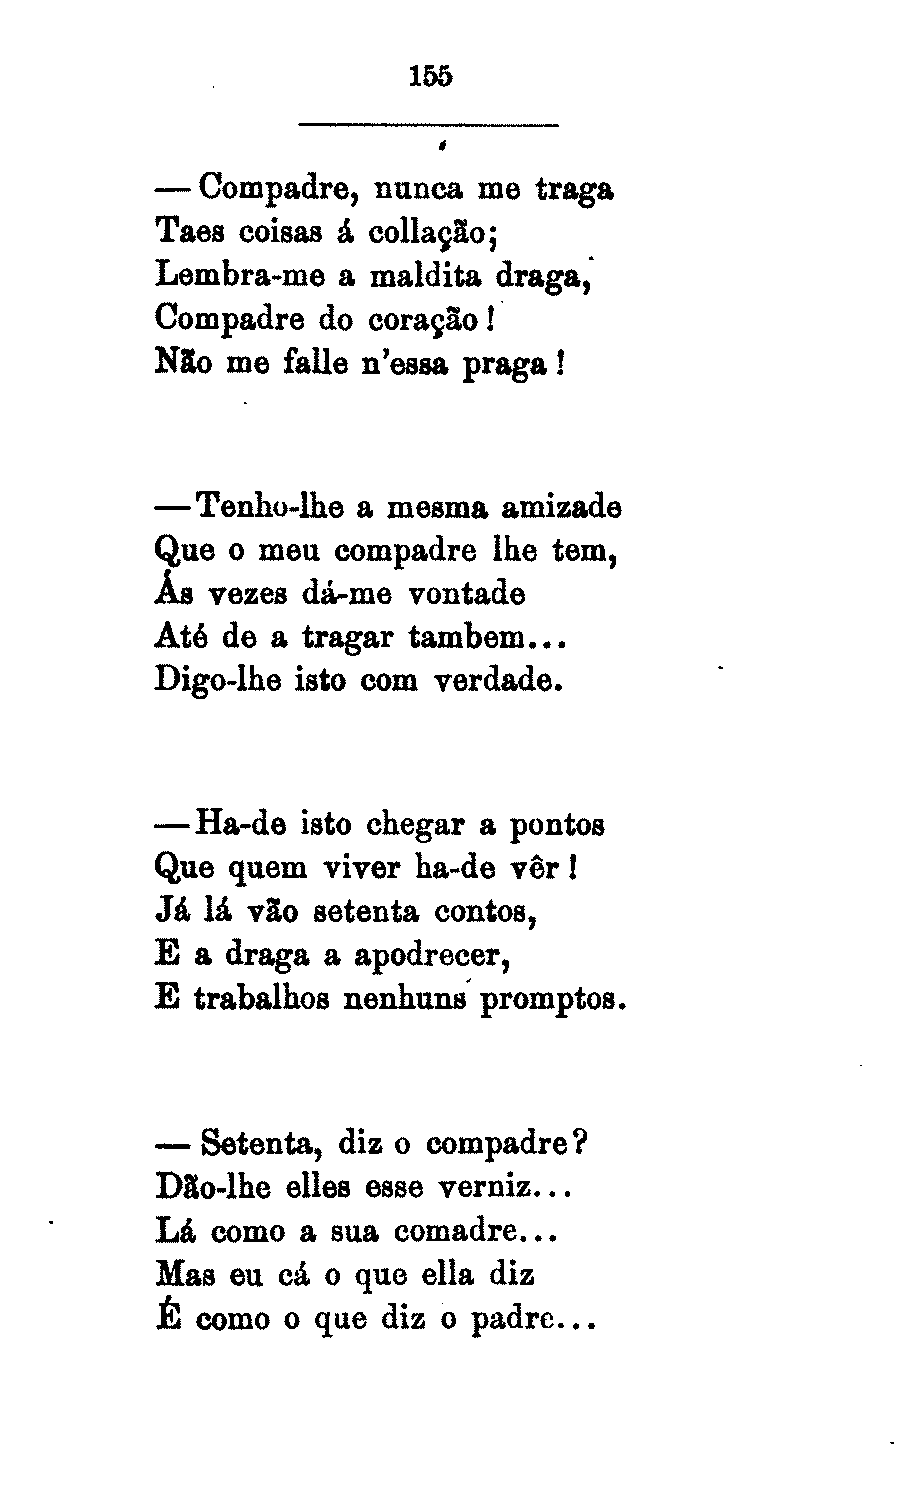 155
— Compadre, nunca me traga
Taes coisas á collação;
Lembra-me a maldita draga,
Compadre do coração!
Não me falle n'essa praga!
—Tenho-lhe a mesma amizade
Que o meu compadre lhe tem,
Ás vezes dá-me vontade
Até de a tragar tambem...
Digo-lhe isto com verdade.
—Ha-de isto chegar a pontos
Que quem viver ha-de vêr!
Já lá vão setenta contos,
E a draga a apodrecer,
E trabalhos nenhuns promptos.
— Setenta, diz o compadre?
Dão-lhe elles esse verniz...
Lá como a sua comadre...
Mas eu cá o que ella diz
É como o que diz o padre...